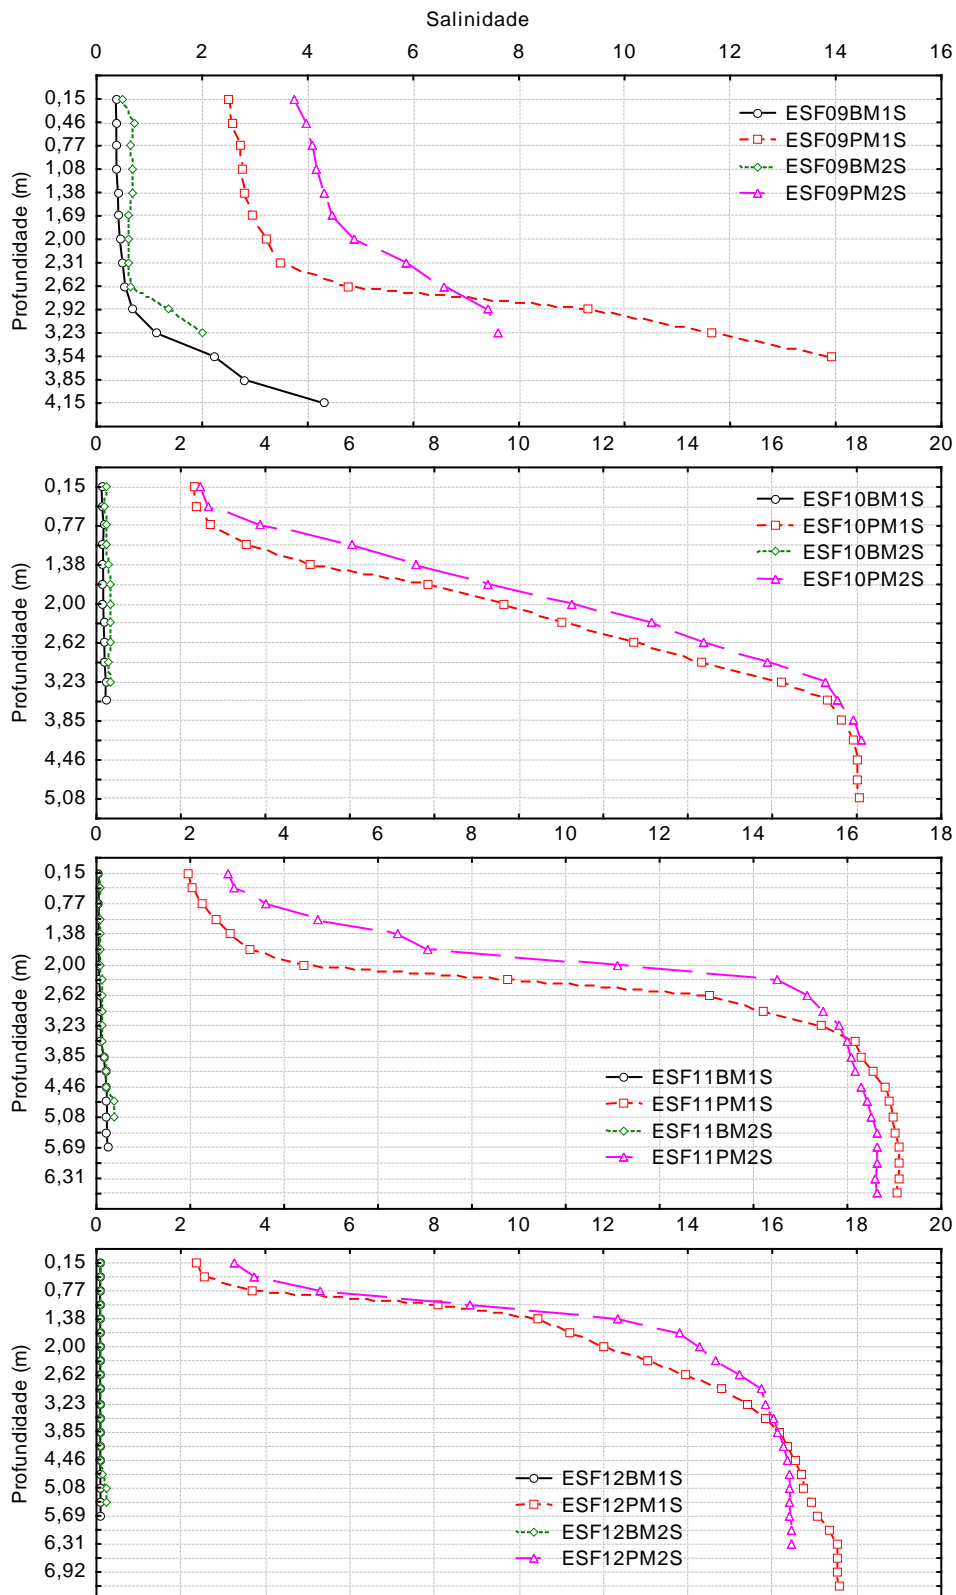 Salinidade
0 2 4 6 8 10 12 14 16
0,15
0,46
0,77
1,08
1,38
1,69
2,00
2,31
2,62
2,92
3,23
3,54
3,85
4,15
Profundidade (m)
ESF09BM1S
ESF09PM1S
ESF09BM2S
ESF09PM2S
0 2 4 6 8 10 12 14 16 18 20
0,15
0,77
1,38
2,00
2,62
3,23
3,85
4,46
5,08
Profundidade (m)
ESF10BM1S
ESF10PM1S
ESF10BM2S
ESF10PM2S
0 2 4 6 8 10 12 14 16 18
0,15
0,77
1,38
2,00
2,62
3,23
3,85
4,46
5,08
5,69
6,31
Profundidade (m)
ESF11BM1S
ESF11PM1S
ESF11BM2S
ESF11PM2S
0 2 4 6 8 10 12 14 16 18 20
0,15
0,77
1,38
2,00
2,62
3,23
3,85
4,46
5,08
5,69
6,31
6,92
Profundidade (m)
ESF12BM1S
ESF12PM1S
ESF12BM2S
ESF12PM2S